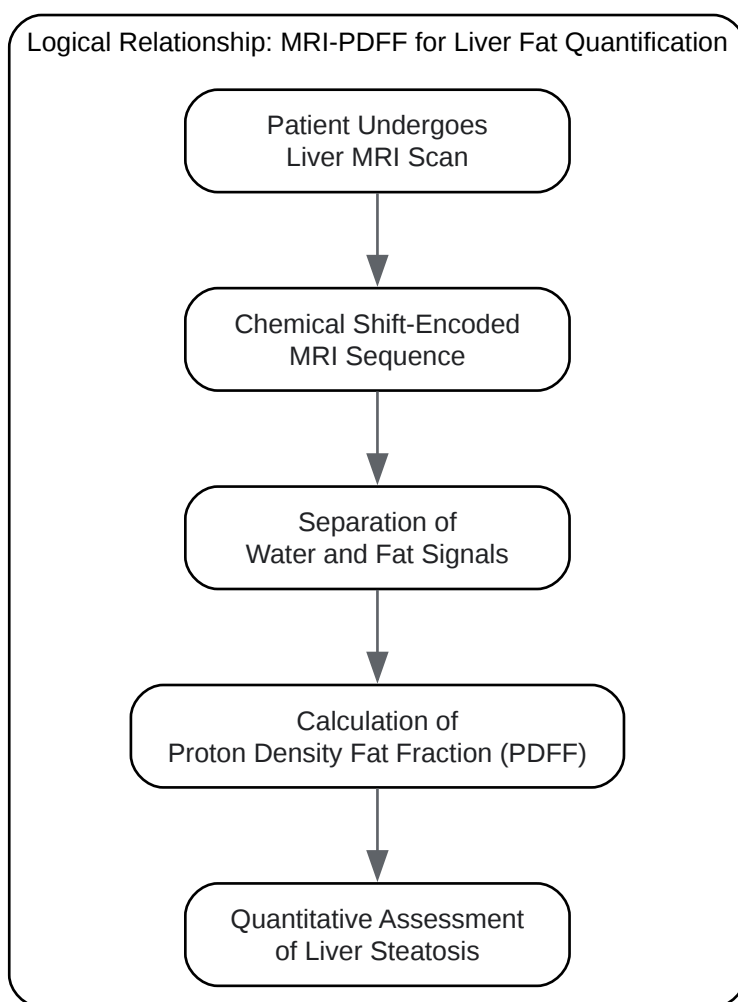 Logical Relationship: MRI-PDFF for Liver Fat Quantification
Patient Undergoes
Liver MRI Scan
Chemical Shift-Encoded
MRI Sequence
Separation of
Water and Fat Signals
Calculation of
Proton Density Fat Fraction (PDFF)
Quantitative Assessment
of Liver Steatosis